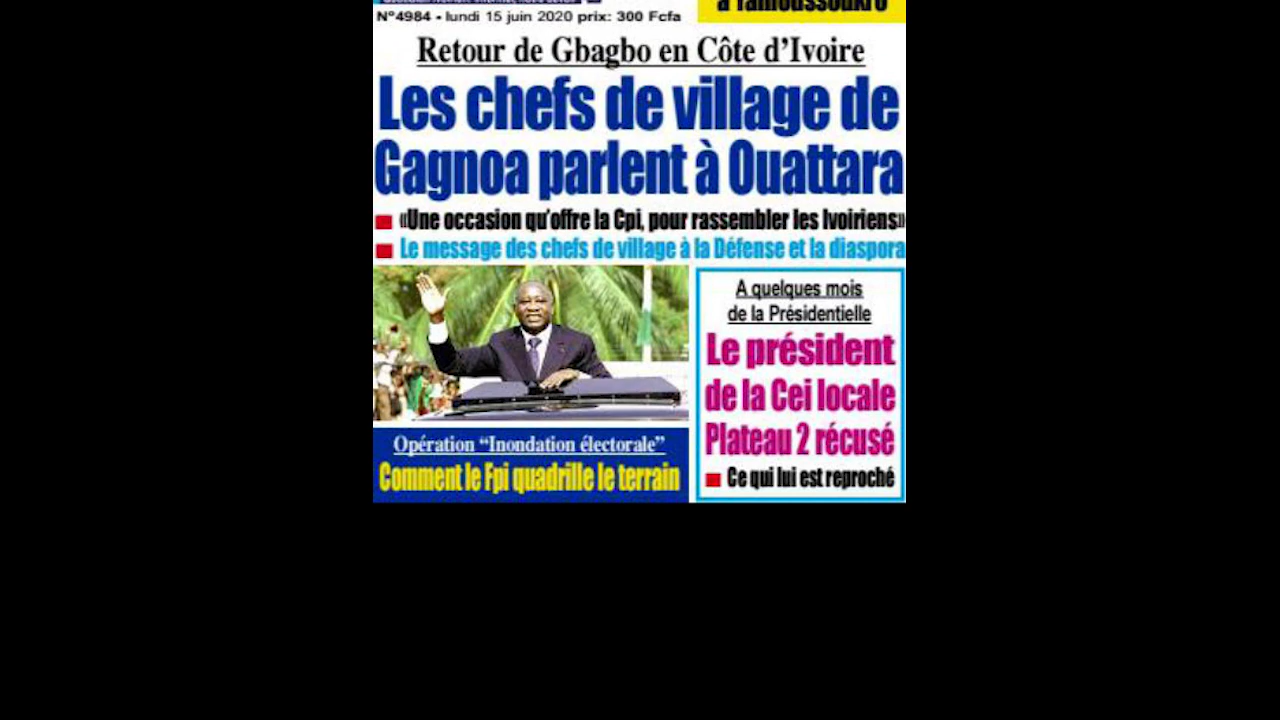 N°4984 • lundi 15 juin 2020 prix: 300 Fcfa
à Yamoussoukro
Retour de Gbagbo en Côte d'Ivoire
Les chefs de village de
Gagnoa parlent à Ouattara
«Une occasion qu'offre la Cpi, pour rassembler les Ivoiriens»
Le message des chefs de village à la Défense et la diaspora
A quelques mois
de la Présidentielle
Le président
de la Cei locale
Plateau 2 récusé
Ce qui lui est reproché
Opération “Inondation électorale”
Comment le Fpi quadrille le terrain